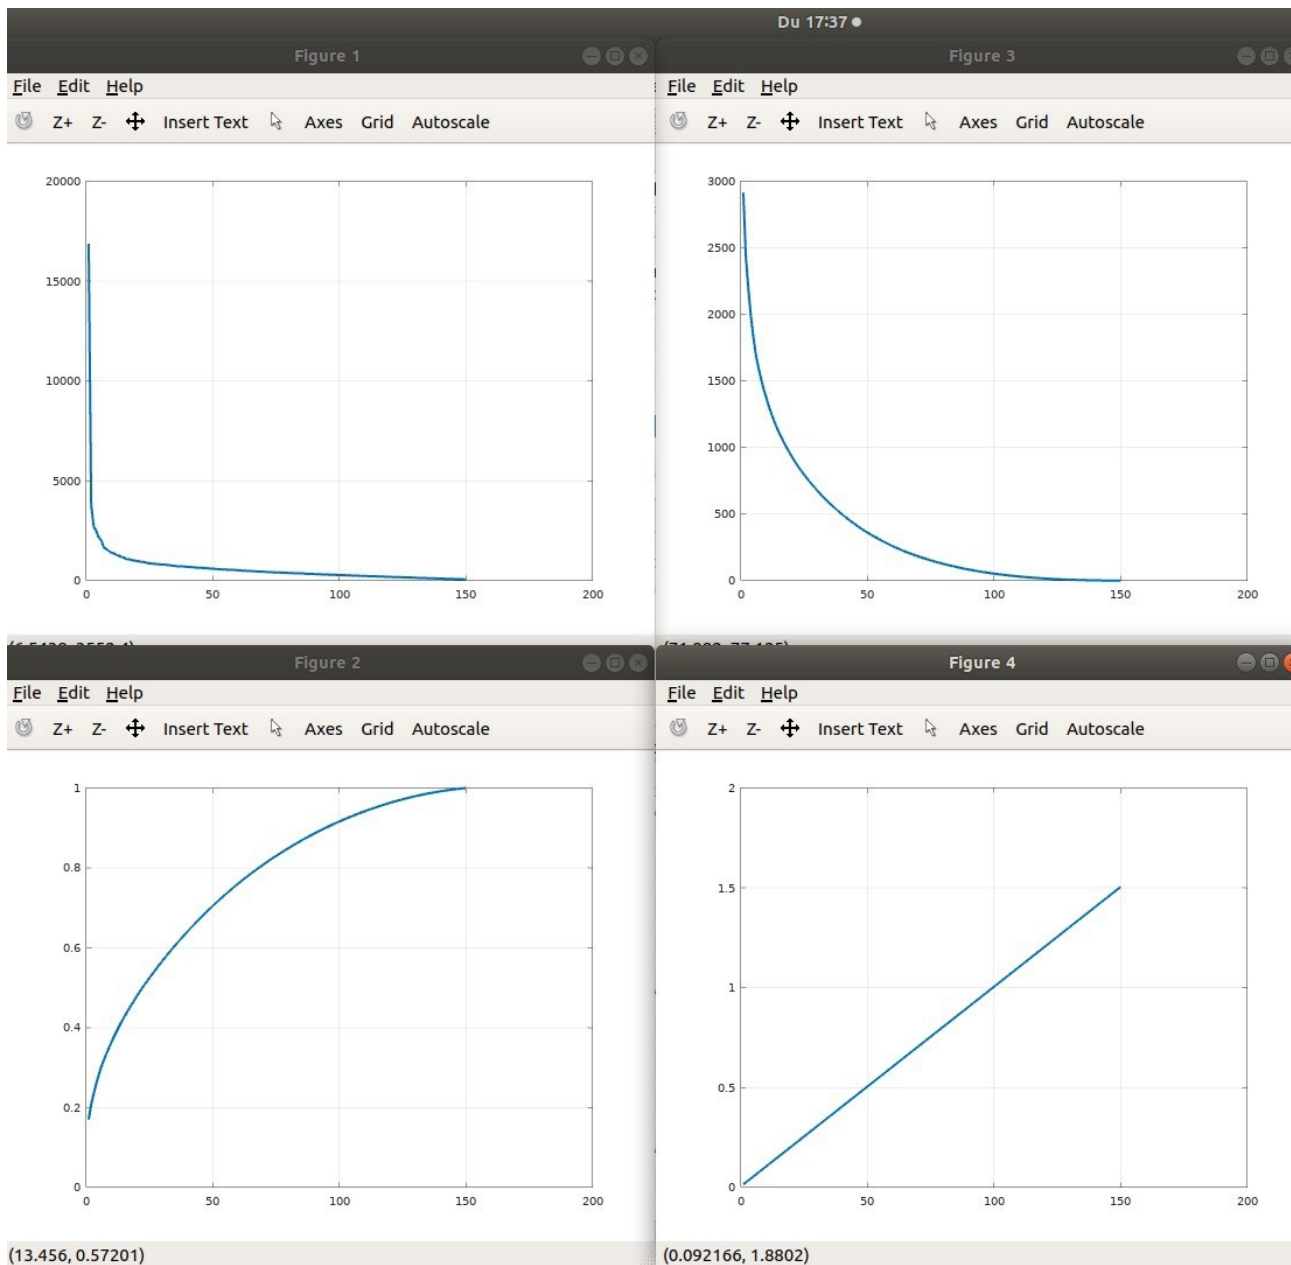 Du 17:37
Figure 1
File Edit Help
Z+ Z- Insert Text Axes Grid Autoscale
20000
15000
10000
5000
0
0 50 100 150 200
Figure 3
File Edit Help
Z+ Z- Insert Text Axes Grid Autoscale
3000
2500
2000
1500
1000
500
0
0 50 100 150 200
Figure 2
File Edit Help
Z+ Z- Insert Text Axes Grid Autoscale
1
0.8
0.6
0.4
0.2
0
0 50 100 150 200
(13.456, 0.57201)
Figure 4
File Edit Help
Z+ Z- Insert Text Axes Grid Autoscale
2
1.5
1
0.5
0
0 50 100 150 200
(0.092166, 1.8802)